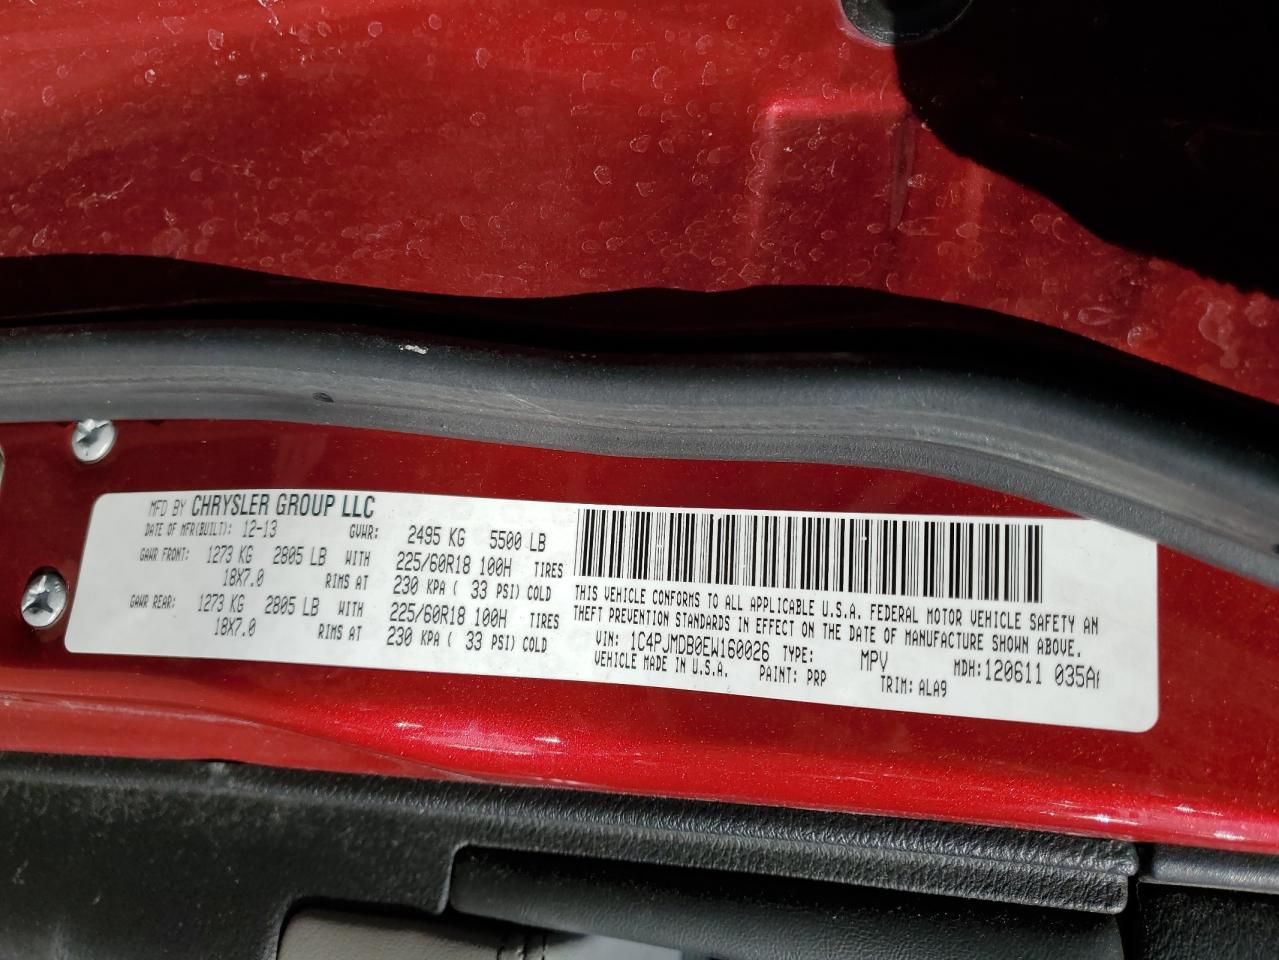 MFD BY CHRYSLER GROUP LLC
DATE OF MFR(BUILT): 12-13 GVWR: 2495 KG 5500 LB
GAWR FRONT: 1273 KG 2805 LB WITH 225/60R18 100H TIRES
18X7.0 RIMS AT 230 KPA ( 33 PSI) COLD
GAWR REAR: 1273 KG 2805 LB WITH 225/60R18 100H TIRES
18X7.0 RIMS AT 230 KPA ( 33 PSI) COLD
THIS VEHICLE CONFORMS TO ALL APPLICABLE U.S.A. FEDERAL MOTOR VEHICLE SAFETY AN
THEFT PREVENTION STANDARDS IN EFFECT ON THE DATE OF MANUFACTURE SHOWN ABOVE.
VIN: 1C4PJMDB0EW160026 TYPE: MPV MDH:120611 035A
VEHICLE MADE IN U.S.A. PAINT: PRP TRIM: ALA9